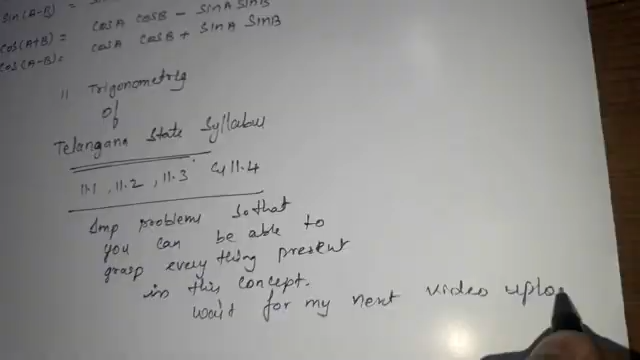 sin(A-B) =
cos(A+B) = cosA cosB - sinA sinB
cos(A-B) = cosA cosB + sinA sinB
11 Trigonometry
of
Telangana State Syllabus
11.1, 11.2, 11.3 & 11.4
Imp problems so that
you can be able to
grasp every thing present
in this concept.
wait for my next video uplo